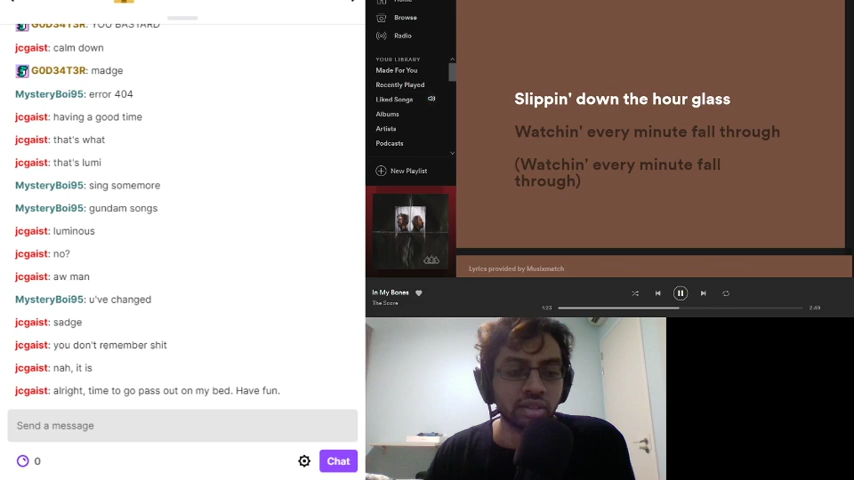 G0D34T3R: YOU BASTARD
jcgaist: calm down
G0D34T3R: madge
MysteryBoi95: error 404
jcgaist: having a good time
jcgaist: that's what
jcgaist: that's lumi
MysteryBoi95: sing somemore
MysteryBoi95: gundam songs
jcgaist: luminous
jcgaist: no?
jcgaist: aw man
MysteryBoi95: u've changed
jcgaist: sadge
jcgaist: you don't remember shit
jcgaist: nah, it is
jcgaist: alright, time to go pass out on my bed. Have fun.
Send a message
0
Chat
Browse
Radio
YOUR LIBRARY
Made For You
Recently Played
Liked Songs
Albums
Artists
Podcasts
New Playlist
Slippin' down the hour glass
Watchin' every minute fall through
(Watchin' every minute fall
through)
Lyrics provided by Musixmatch
In My Bones
The Score
1:23
2:49